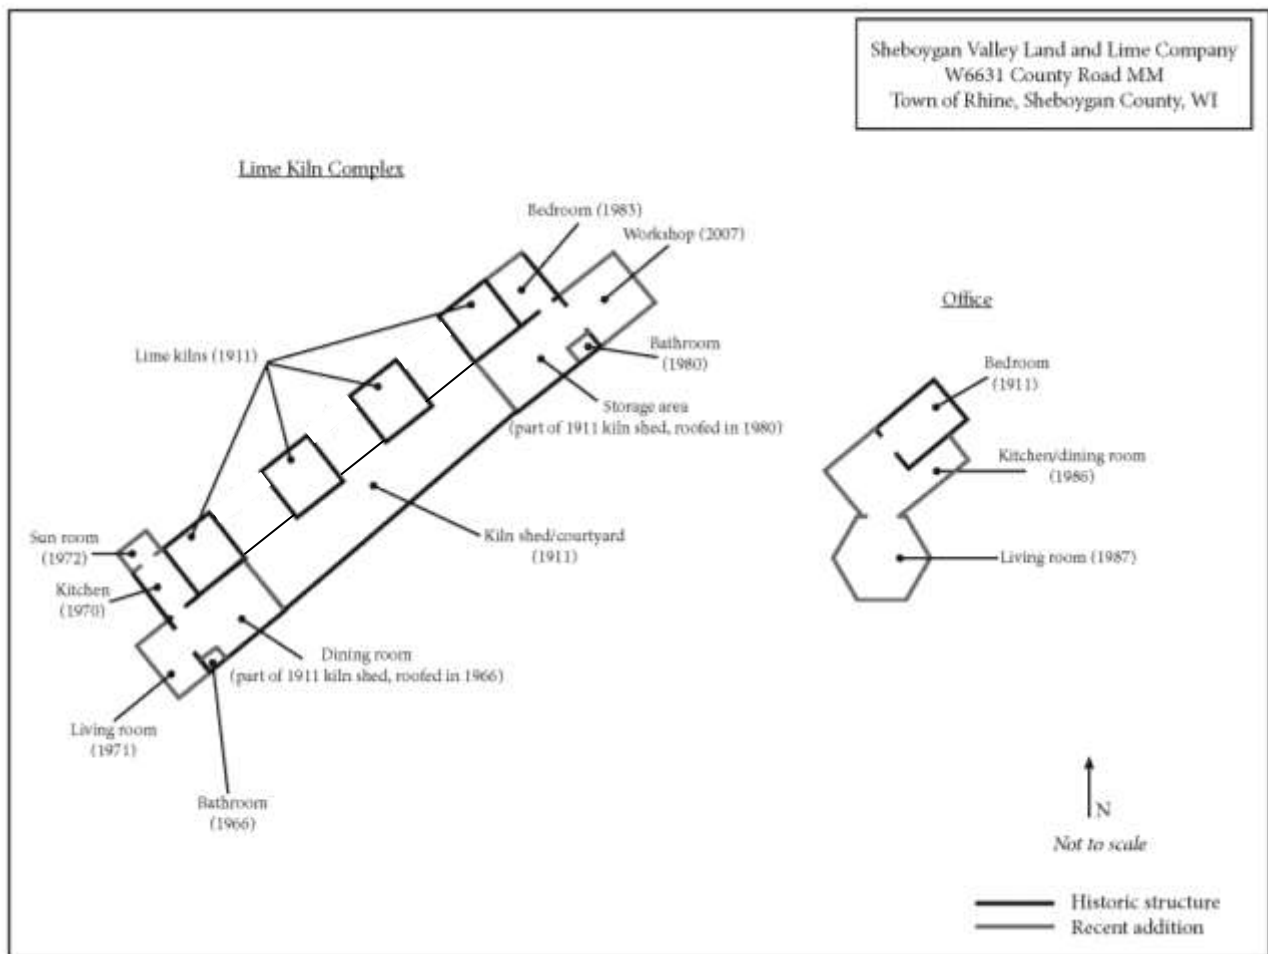 Sheboygan Valley Land and Lime Company
W6631 County Road MM
Town of Rhine, Sheboygan County, WI
Lime Kiln Complex
Bedroom (1983)
Workshop (2007)
Office
Lime kilns (1911)
Bathroom
(1980)
Bedroom
(1911)
Storage area
(part of 1911 kiln shed, roofed in 1980)
Kitchen/dining room
(1986)
Sun room
(1972)
Kiln shed/courtyard
(1911)
Living room (1987)
Kitchen
(1970)
Dining room
(part of 1911 kiln shed, roofed in 1966)
Living room
(1971)
Bathroom
(1966)
N
Not to scale
Historic structure
Recent addition